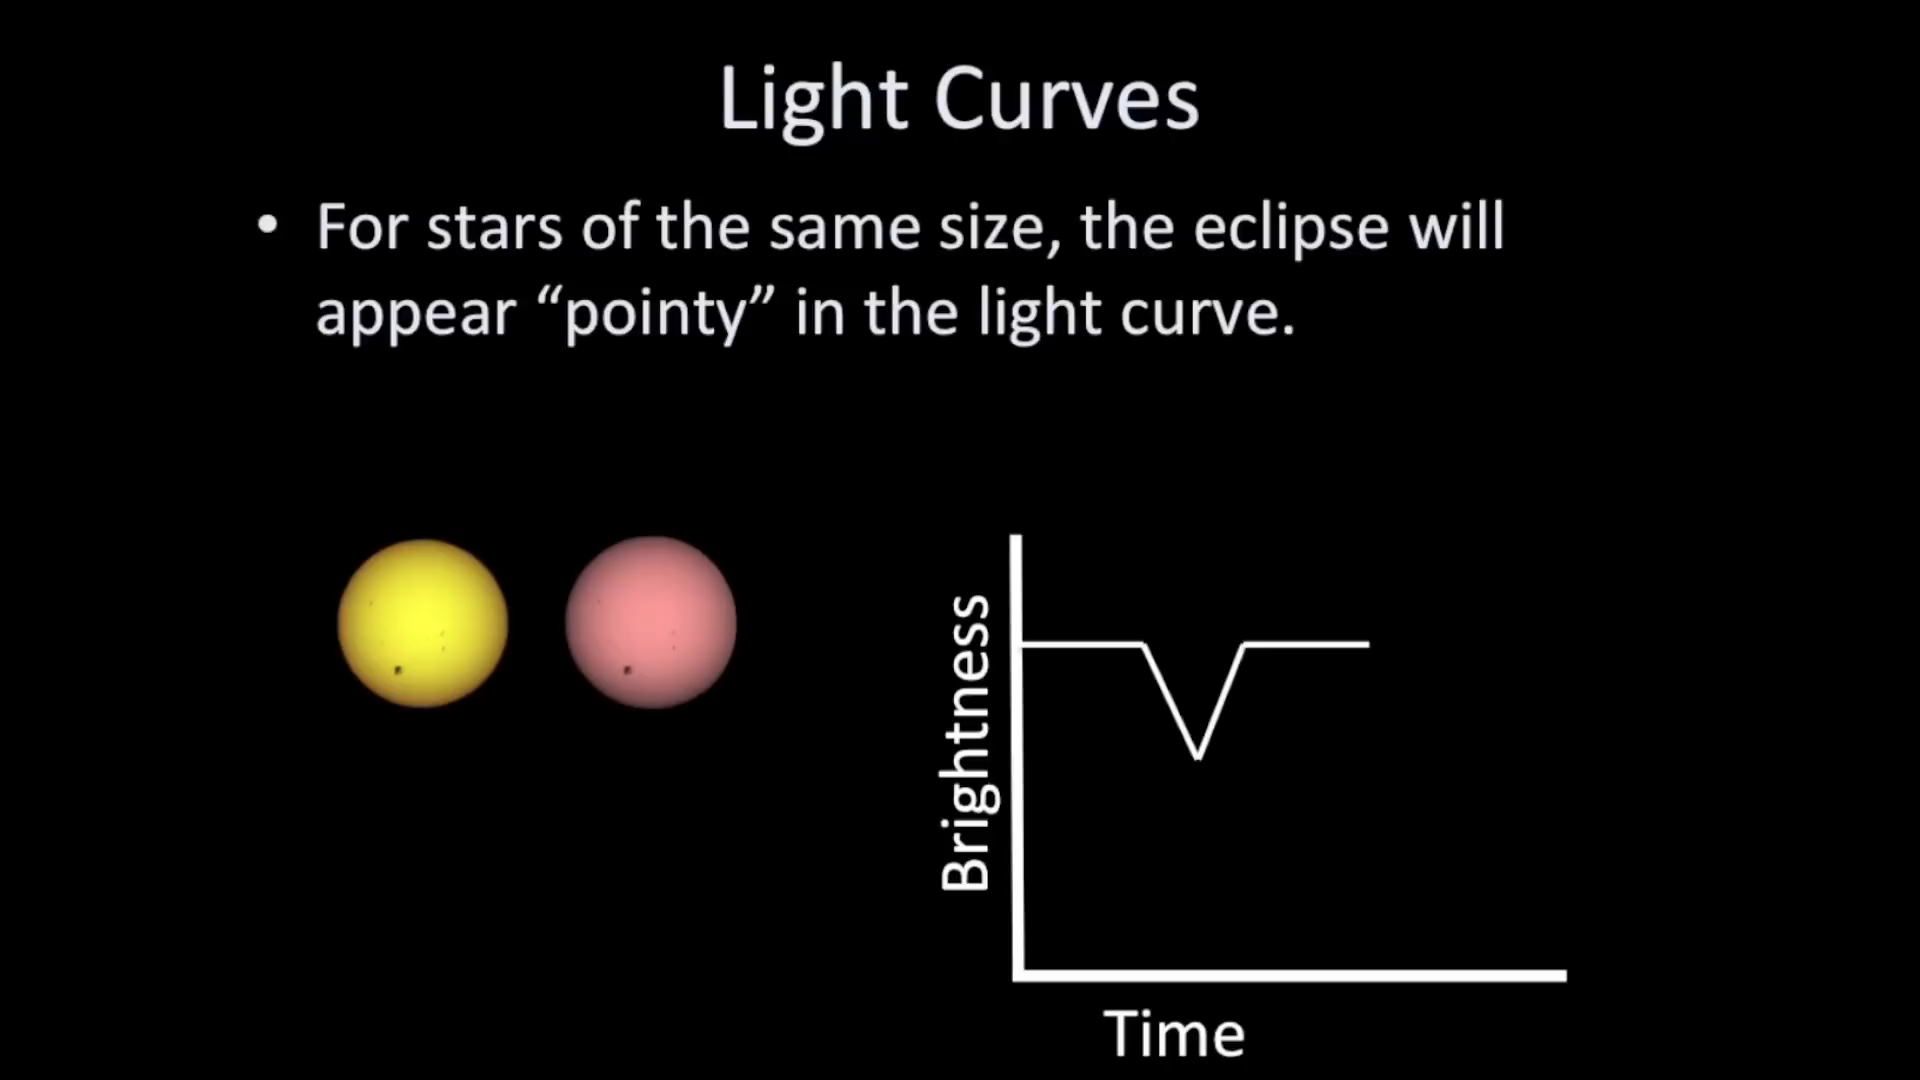 Light Curves
• For stars of the same size, the eclipse will
appear “pointy” in the light curve.
Brightness
Time